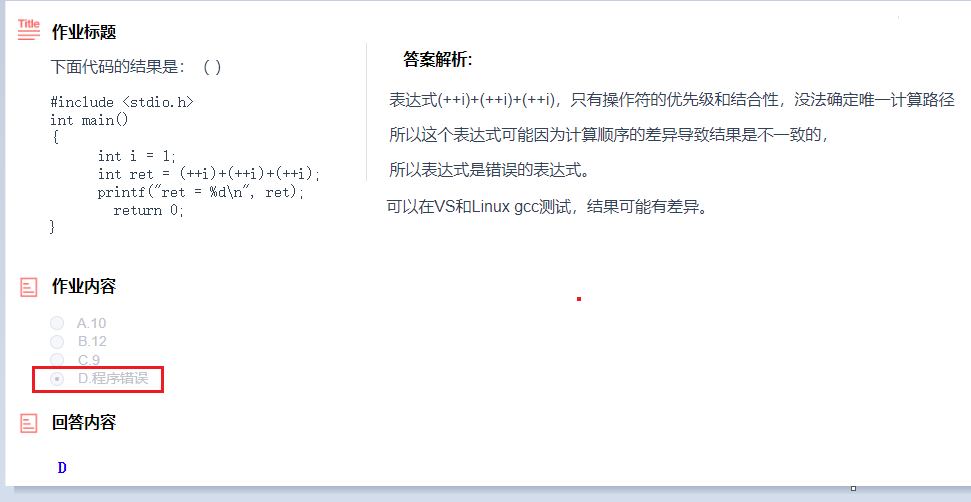 Title 作业标题
下面代码的结果是：（ ）
#include <stdio.h>
int main()
{
int i = 1;
int ret = (++i)+(++i)+(++i);
printf("ret = %d\n", ret);
return 0;
}
答案解析：
表达式(++i)+(++i)+(++i)，只有操作符的优先级和结合性，没法确定唯一计算路径
所以这个表达式可能因为计算顺序的差异导致结果是不一致的，
所以表达式是错误的表达式。
可以在VS和Linux gcc测试，结果可能有差异。
作业内容
A.10
B.12
C.9
D.程序错误
回答内容
D